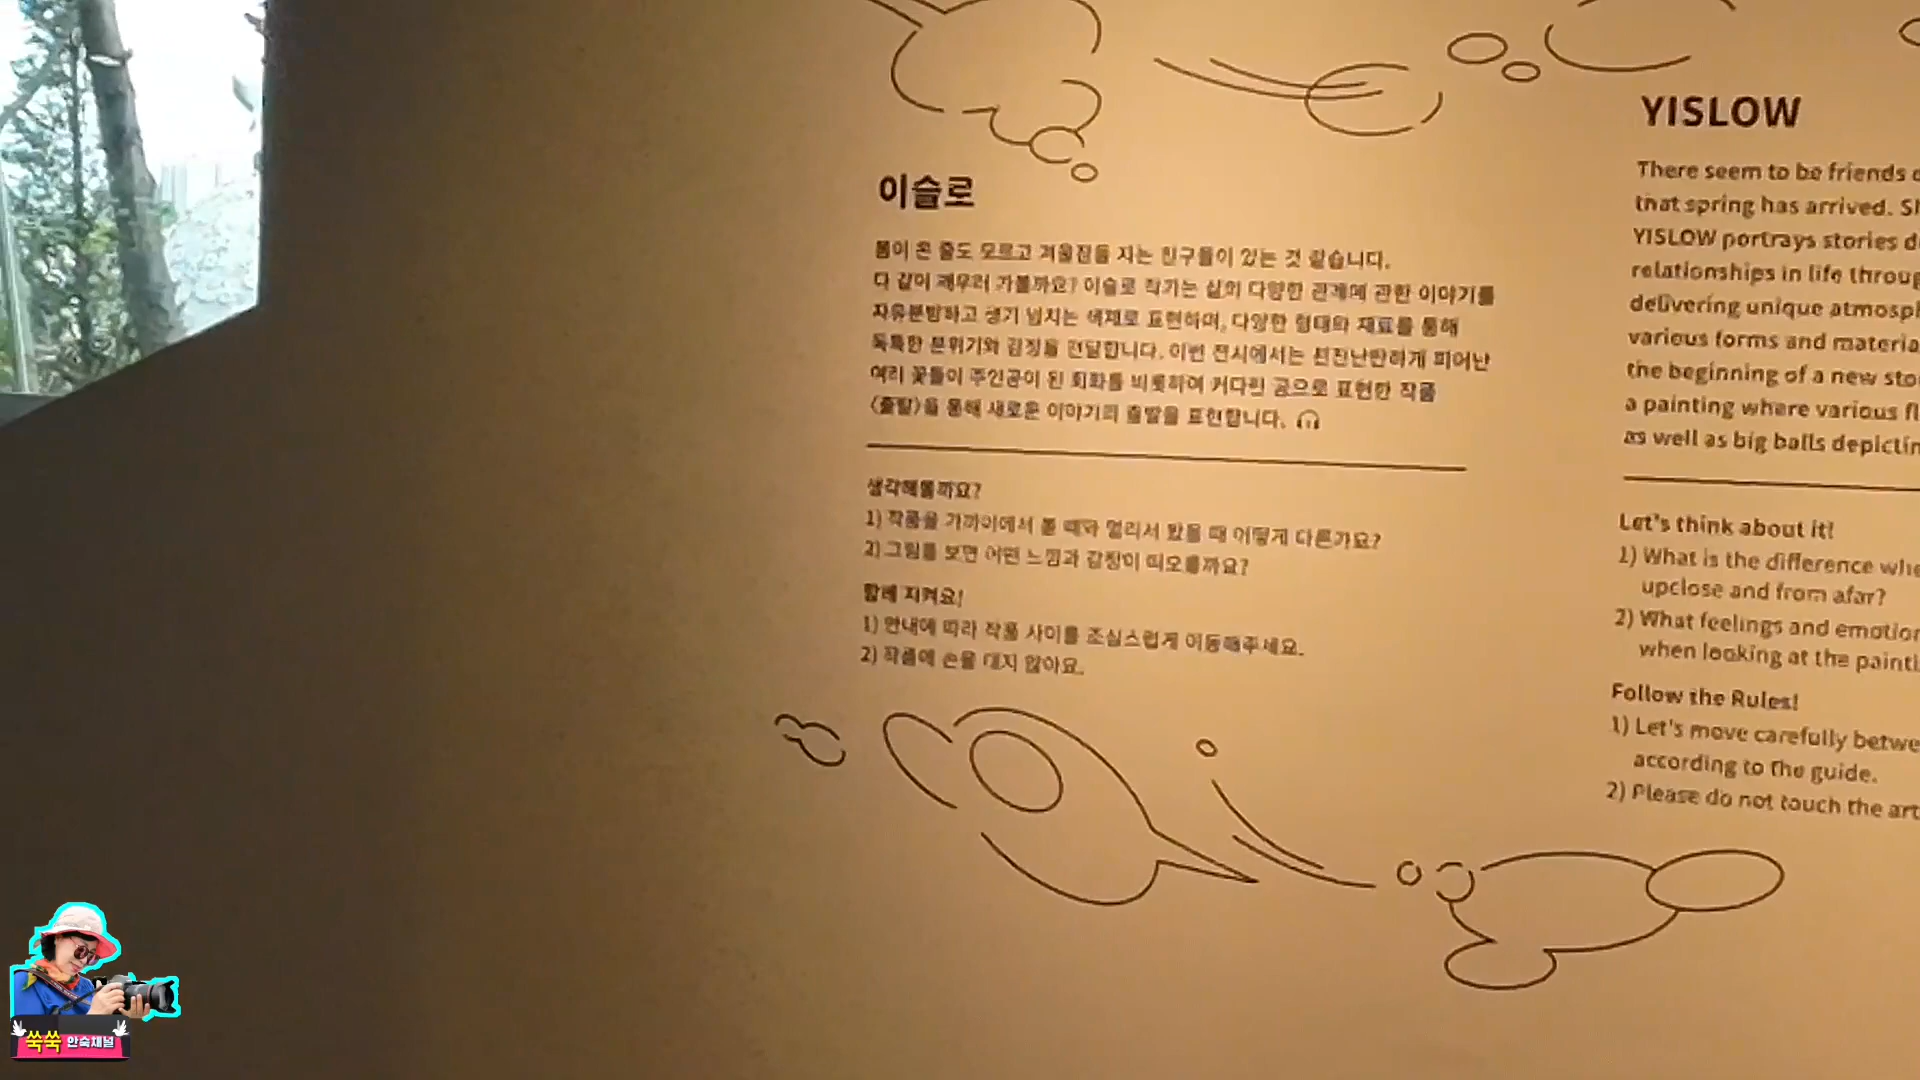 이슬로
봄이 온 줄도 모르고 겨울잠을 자는 친구들이 있는 것 같습니다.
다 같이 깨우러 가볼까요? 이슬로 작가는 삶의 다양한 관계에 관한 이야기를
자유분방하고 생기 넘치는 색채로 표현하며, 다양한 형태와 재료를 통해
독특한 분위기와 감정을 전달합니다. 이번 전시에서는 천진난만하게 피어난
여러 꽃들이 주인공이 된 회화를 비롯하여 커다란 공으로 표현한 작품
〈출발〉을 통해 새로운 이야기의 출발을 표현합니다.
생각해볼까요?
1) 작품을 가까이에서 볼 때와 멀리서 봤을 때 어떻게 다른가요?
2) 그림을 보면 어떤 느낌과 감정이 떠오를까요?
함께 지켜요!
1) 안내에 따라 작품 사이를 조심스럽게 이동해주세요.
2) 작품에 손을 대지 않아요.
YISLOW
There seem to be friends
that spring has arrived.
YISLOW portrays stories
relationships in life
delivering unique
various forms and
the beginning of a new
a painting where various
as well as big balls
Let's think about it!
1) What is the difference
upclose and from afar?
2) What feelings and
when looking at the
Follow the Rules!
1) Let's move carefully
according to the guide.
2) Please do not touch the
쑥쑥 안숙채널